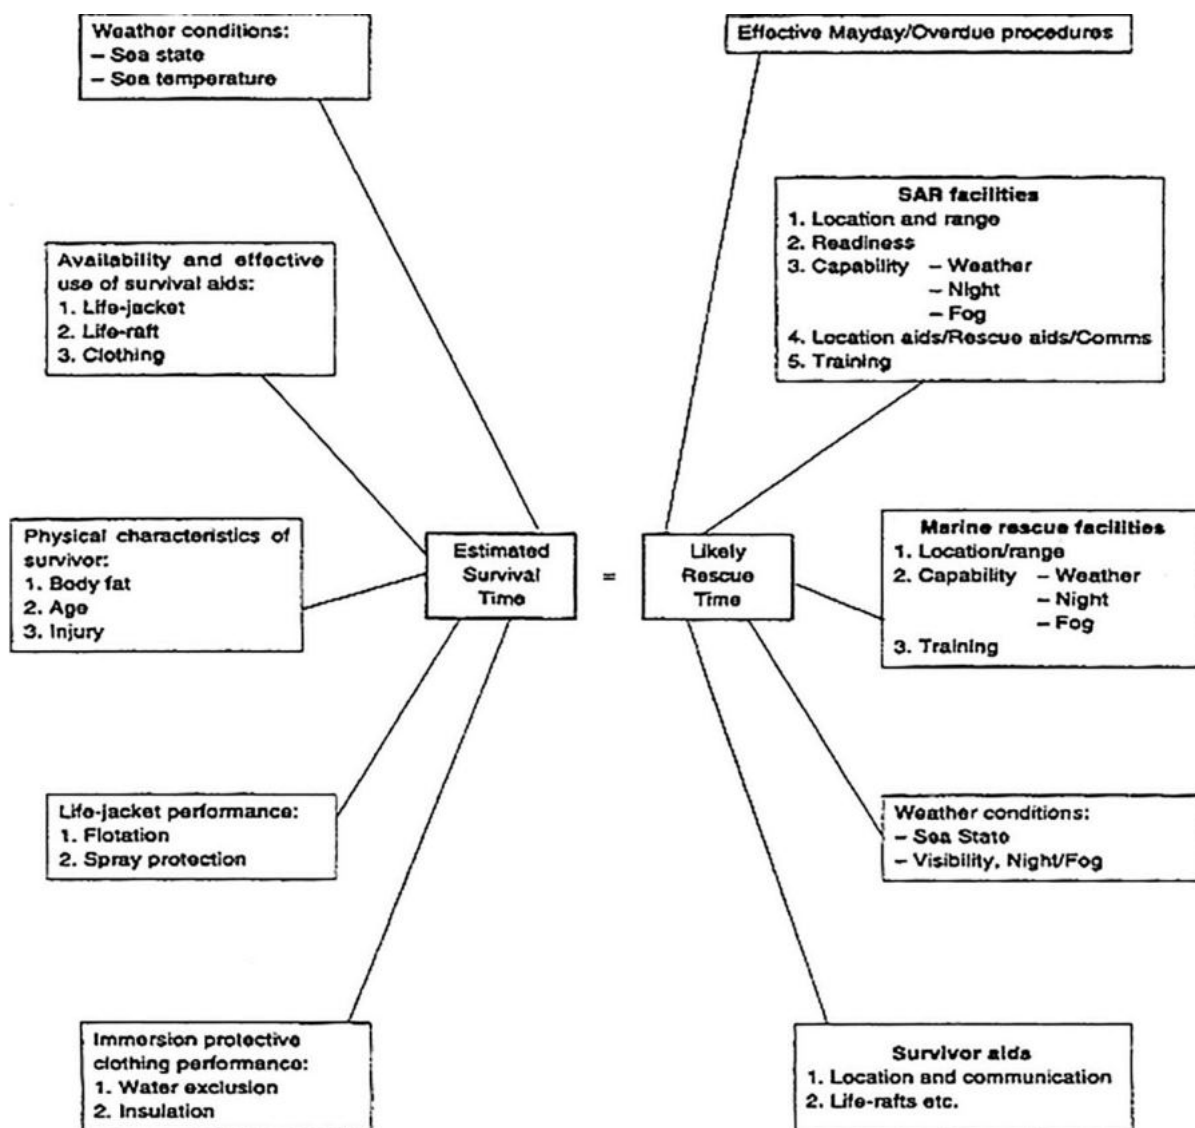 Weather conditions:
– Sea state
– Sea temperature
Availability and effective
use of survival aids:
1. Life-jacket
2. Life-raft
3. Clothing
Physical characteristics of
survivor:
1. Body fat
2. Age
3. Injury
Life-jacket performance:
1. Flotation
2. Spray protection
Immersion protective
clothing performance:
1. Water exclusion
2. Insulation
Estimated
Survival
Time
=
Likely
Rescue
Time
Effective Mayday/Overdue procedures
SAR facilities
1. Location and range
2. Readiness
3. Capability – Weather
– Night
– Fog
4. Location aids/Rescue aids/Comms
5. Training
Marine rescue facilities
1. Location/range
2. Capability – Weather
– Night
– Fog
3. Training
Weather conditions:
– Sea State
– Visibility, Night/Fog
Survivor aids
1. Location and communication
2. Life-rafts etc.